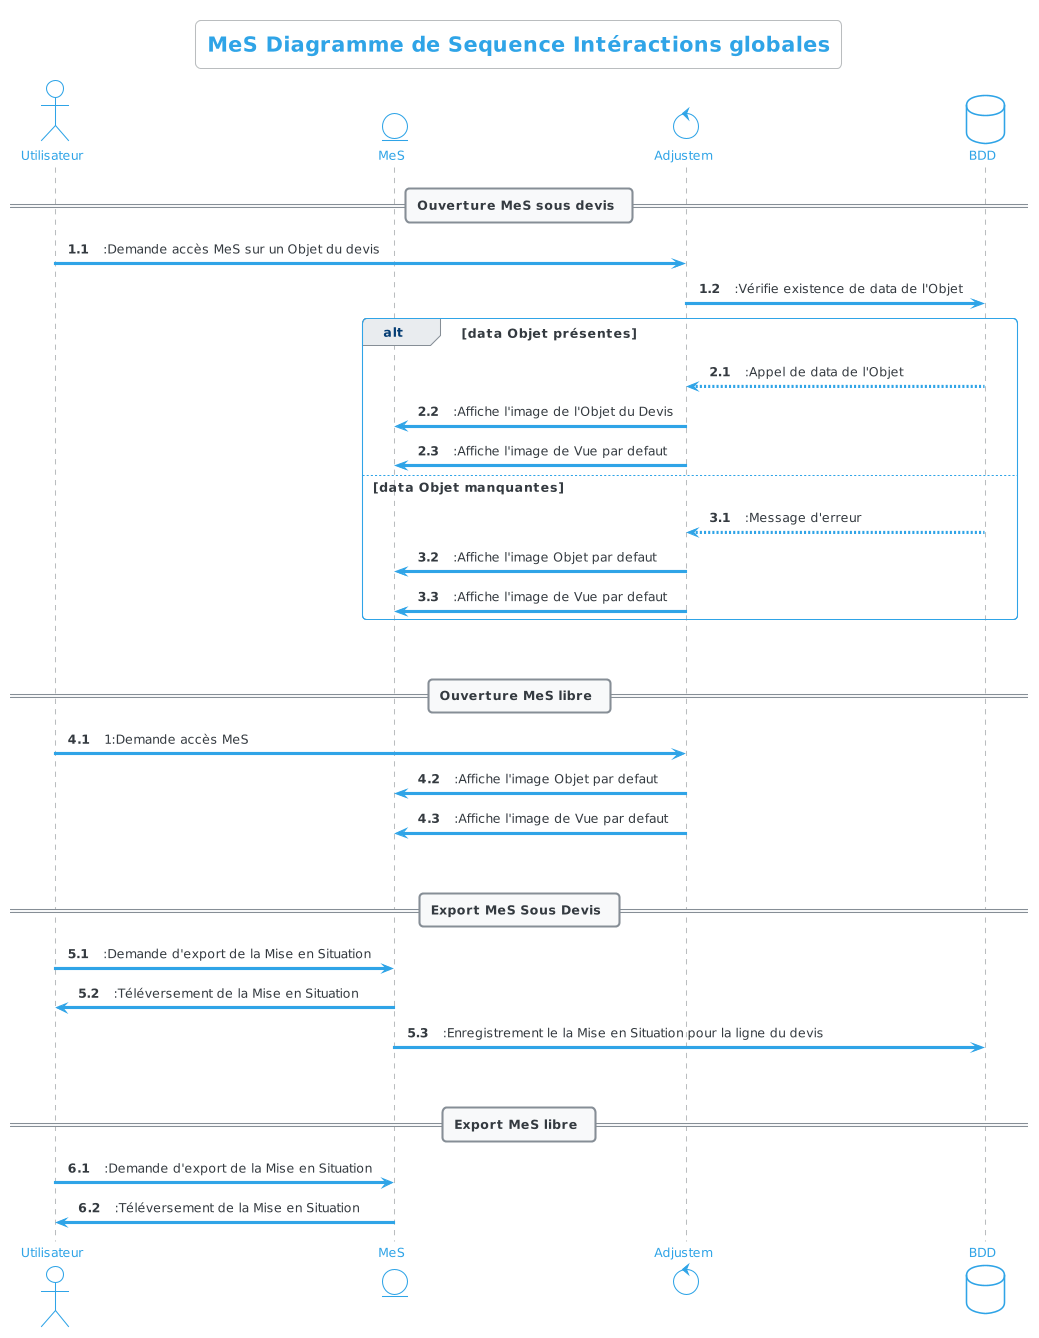 MeS Diagramme de Sequence Intéractions globales
Utilisateur
MeS
Adjustem
BDD
Ouverture MeS sous devis
1.1 :Demande accès MeS sur un Objet du devis
1.2 :Vérifie existence de data de l'Objet
alt [data Objet présentes]
2.1 :Appel de data de l'Objet
2.2 :Affiche l'image de l'Objet du Devis
2.3 :Affiche l'image de Vue par defaut
[data Objet manquantes]
3.1 :Message d'erreur
3.2 :Affiche l'image Objet par defaut
3.3 :Affiche l'image de Vue par defaut
Ouverture MeS libre
4.1 1:Demande accès MeS
4.2 :Affiche l'image Objet par defaut
4.3 :Affiche l'image de Vue par defaut
Export MeS Sous Devis
5.1 :Demande d'export de la Mise en Situation
5.2 :Téléversement de la Mise en Situation
5.3 :Enregistrement le la Mise en Situation pour la ligne du devis
Export MeS libre
6.1 :Demande d'export de la Mise en Situation
6.2 :Téléversement de la Mise en Situation
Utilisateur
MeS
Adjustem
BDD